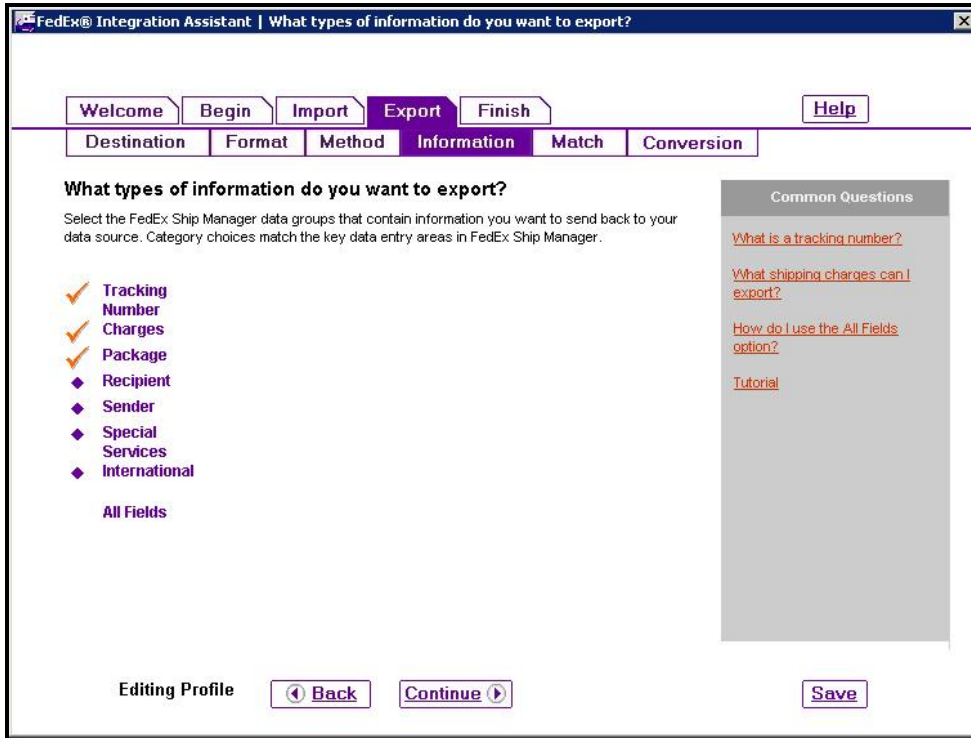 FedEx® Integration Assistant | What types of information do you want to export?
Welcome Begin Import Export Finish Help
Destination Format Method Information Match Conversion
What types of information do you want to export?
Select the FedEx Ship Manager data groups that contain information you want to send back to your
data source. Category choices match the key data entry areas in FedEx Ship Manager.
Tracking
Number
Charges
Package
Recipient
Sender
Special
Services
International
All Fields
Common Questions
What is a tracking number?
What shipping charges can I
export?
How do I use the All Fields
option?
Tutorial
Editing Profile Back Continue Save